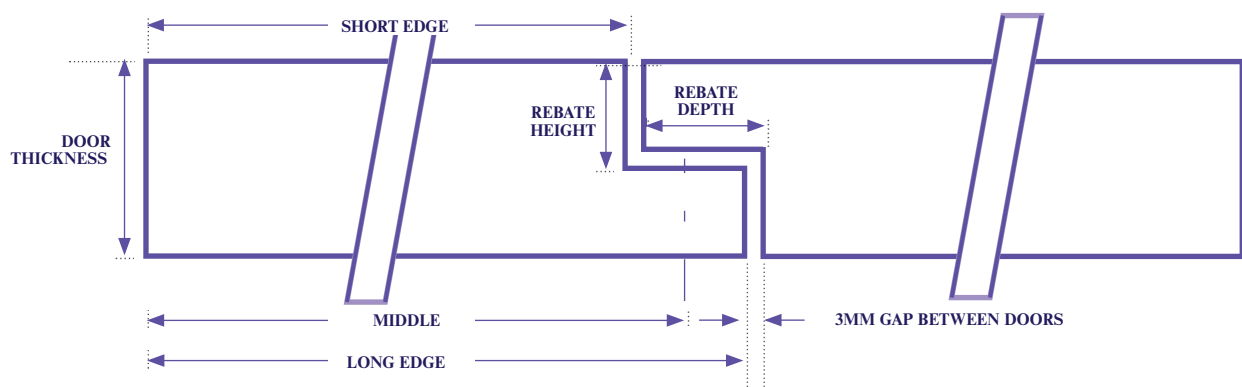 SHORT EDGE
REBATE
DEPTH
REBATE
HEIGHT
DOOR
THICKNESS
MIDDLE
3MM GAP BETWEEN DOORS
LONG EDGE